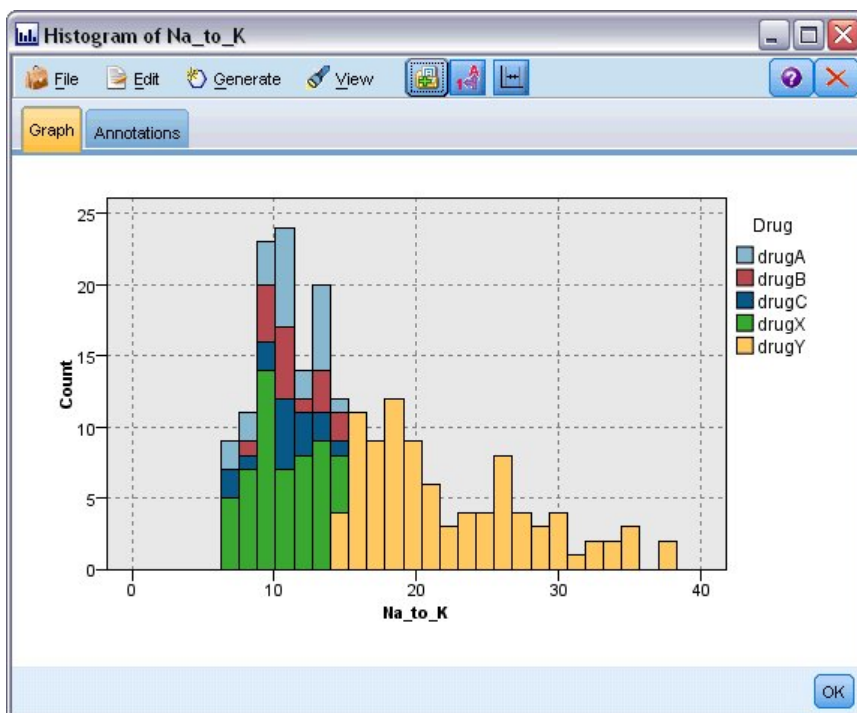 Histogram of Na_to_K
File Edit Generate View
Graph Annotations
25
20
15
10
5
0
Count
0 10 20 30 40
Na_to_K
Drug
drugA
drugB
drugC
drugX
drugY
OK